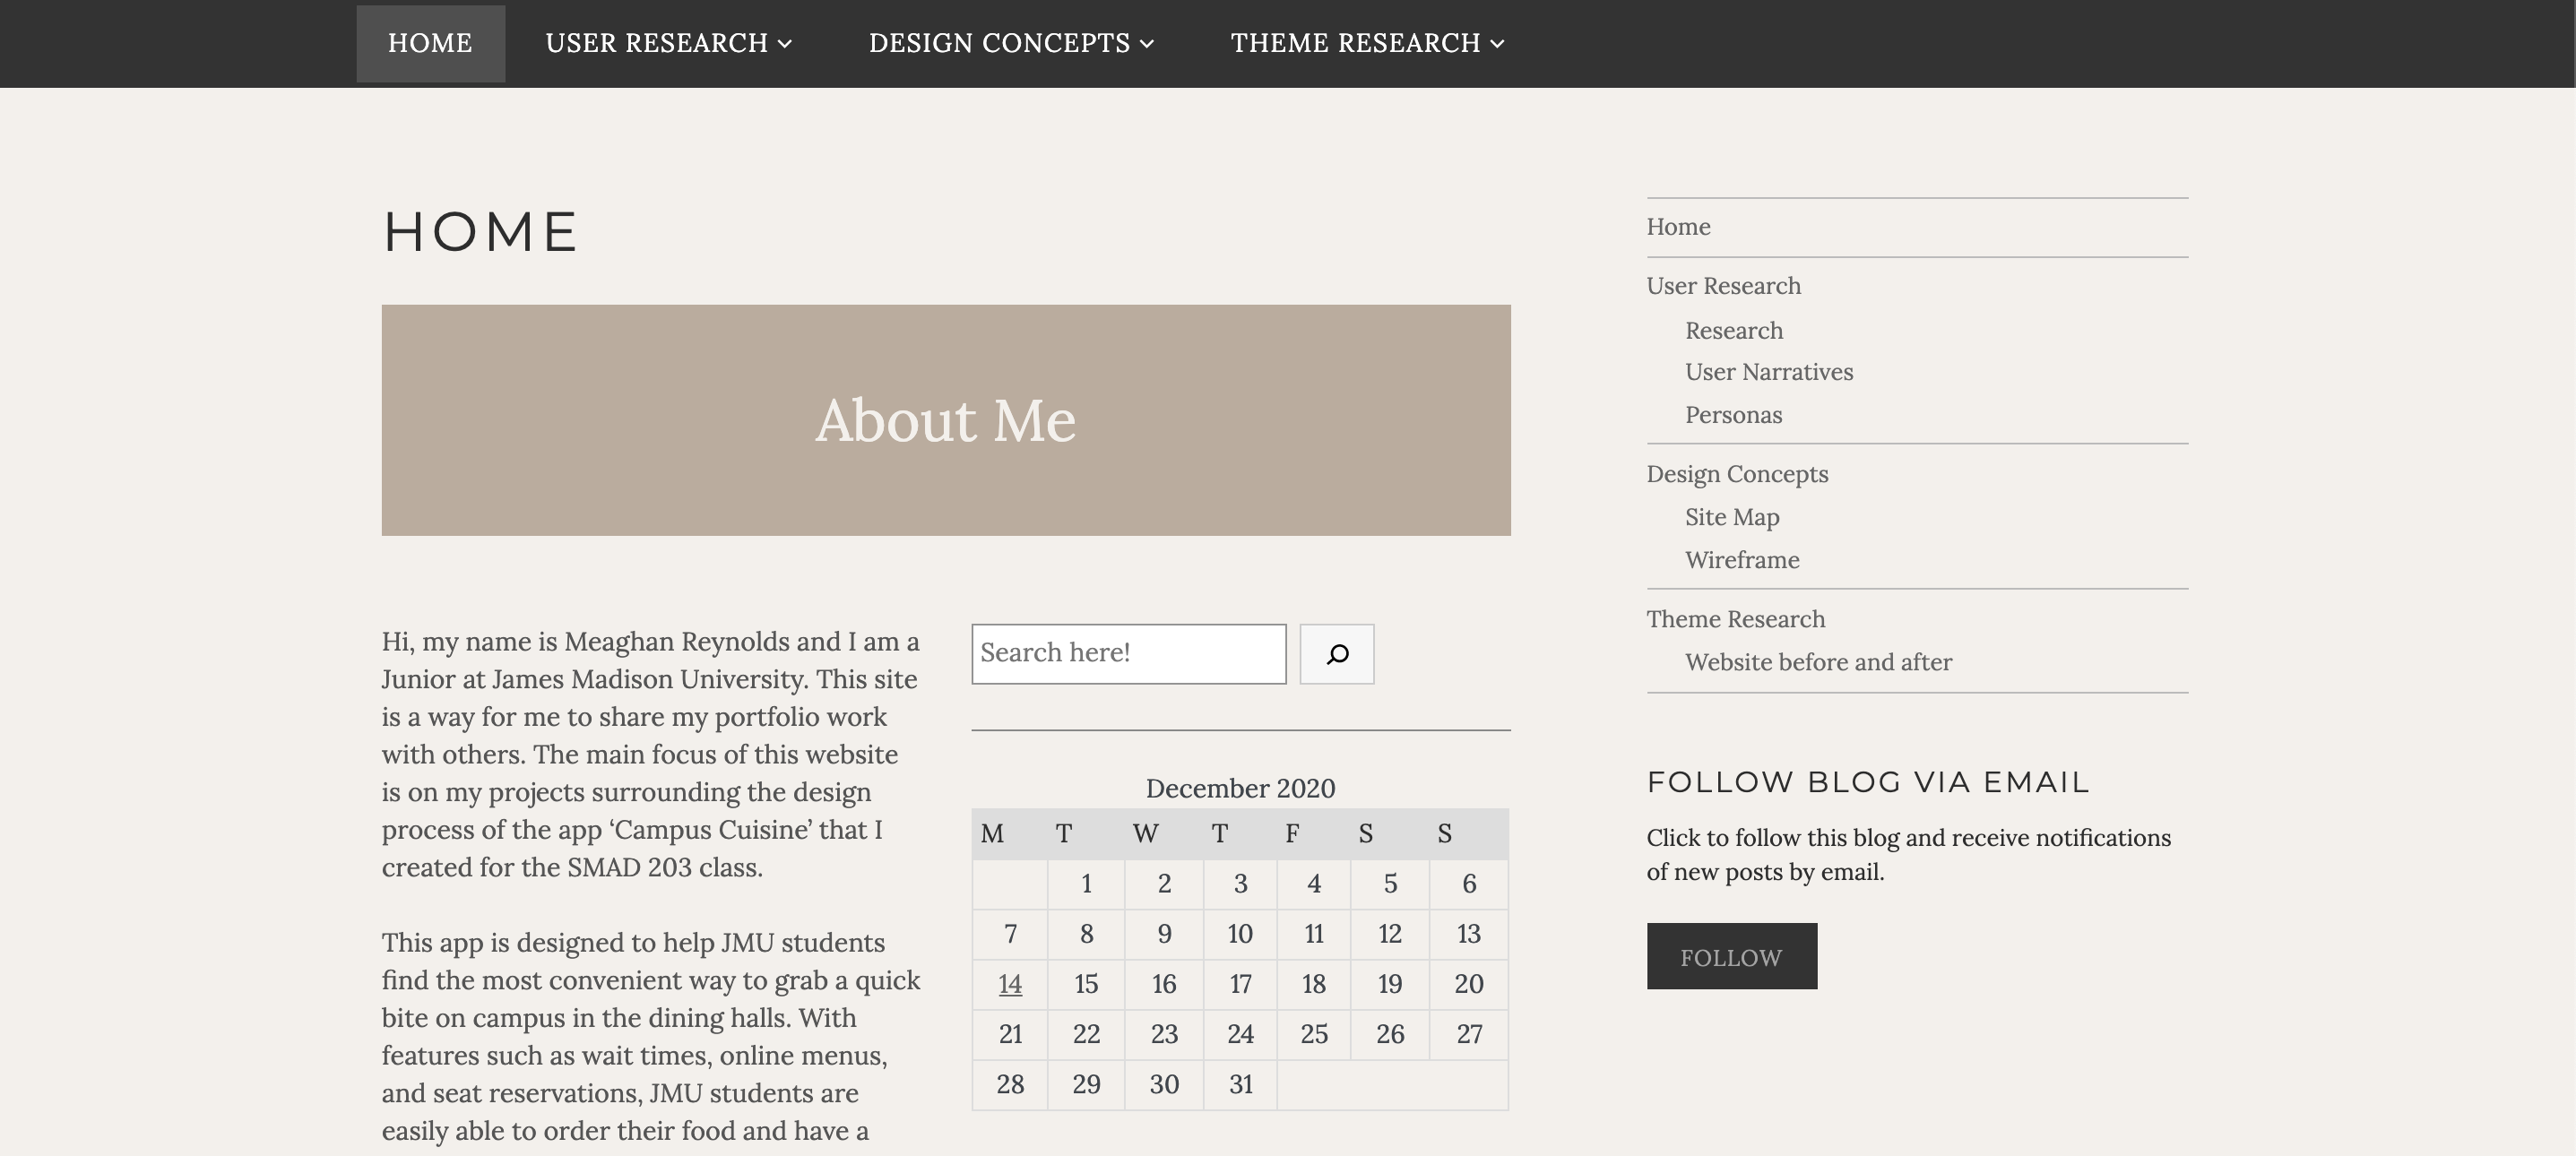 HOME USER RESEARCH DESIGN CONCEPTS THEME RESEARCH
HOME
About Me
Hi, my name is Meaghan Reynolds and I am a
Junior at James Madison University. This site
is a way for me to share my portfolio work
with others. The main focus of this website
is on my projects surrounding the design
process of the app ‘Campus Cuisine’ that I
created for the SMAD 203 class.
This app is designed to help JMU students
find the most convenient way to grab a quick
bite on campus in the dining halls. With
features such as wait times, online menus,
and seat reservations, JMU students are
easily able to order their food and have a
Search here!
December 2020
M T W T F S S
1 2 3 4 5 6
7 8 9 10 11 12 13
14 15 16 17 18 19 20
21 22 23 24 25 26 27
28 29 30 31
Home
User Research
Research
User Narratives
Personas
Design Concepts
Site Map
Wireframe
Theme Research
Website before and after
FOLLOW BLOG VIA EMAIL
Click to follow this blog and receive notifications
of new posts by email.
FOLLOW